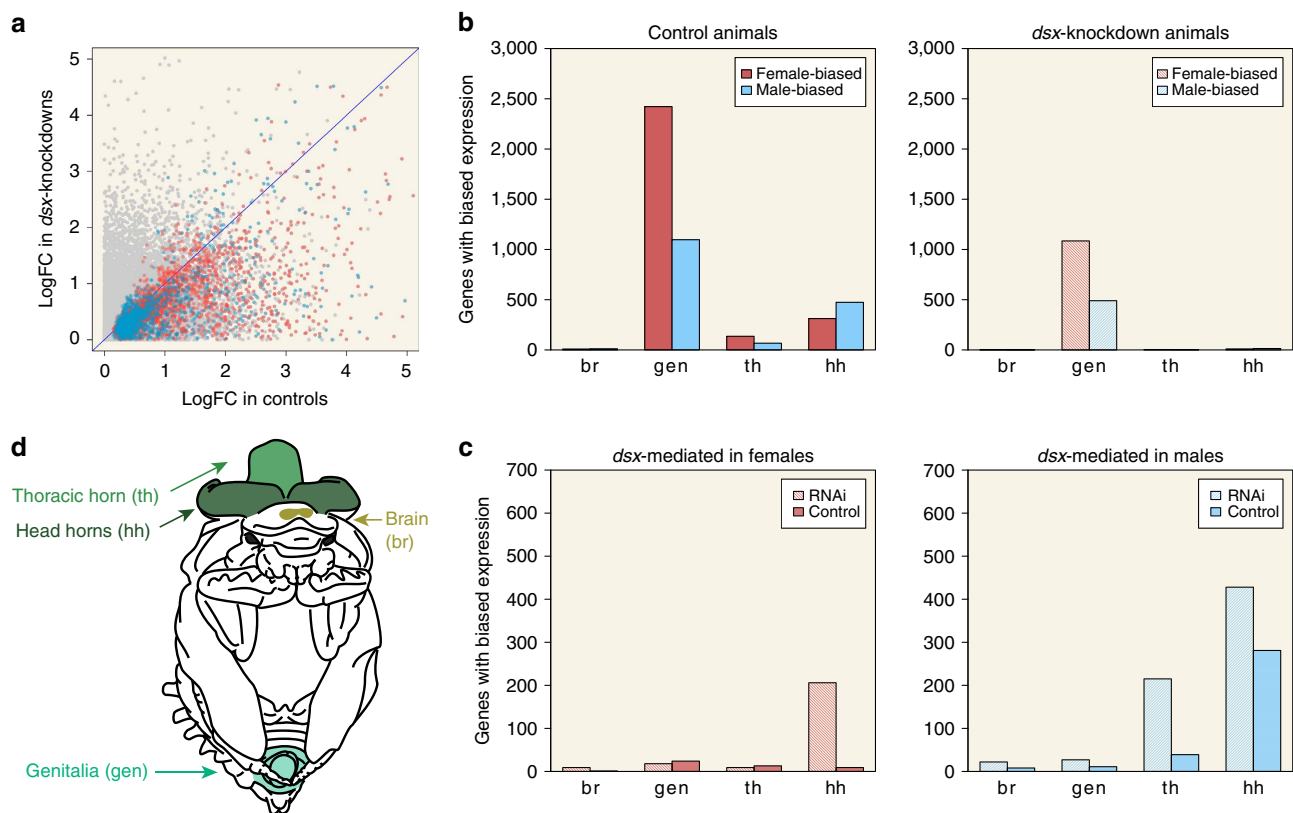 a
LogFC in dsx-knockdowns
5
4
3
2
1
0
0 1 2 3 4 5
LogFC in controls
b
Control animals
Genes with biased expression
3,000
2,500
2,000
1,500
1,000
500
0
Female-biased
Male-biased
br gen th hh
dsx-knockdown animals
3,000
2,500
2,000
1,500
1,000
500
0
Female-biased
Male-biased
br gen th hh
d
Thoracic horn (th)
Head horns (hh)
Brain
(br)
Genitalia (gen)
c
dsx-mediated in females
Genes with biased expression
700
600
500
400
300
200
100
0
RNAi
Control
br gen th hh
dsx-mediated in males
700
600
500
400
300
200
100
0
RNAi
Control
br gen th hh